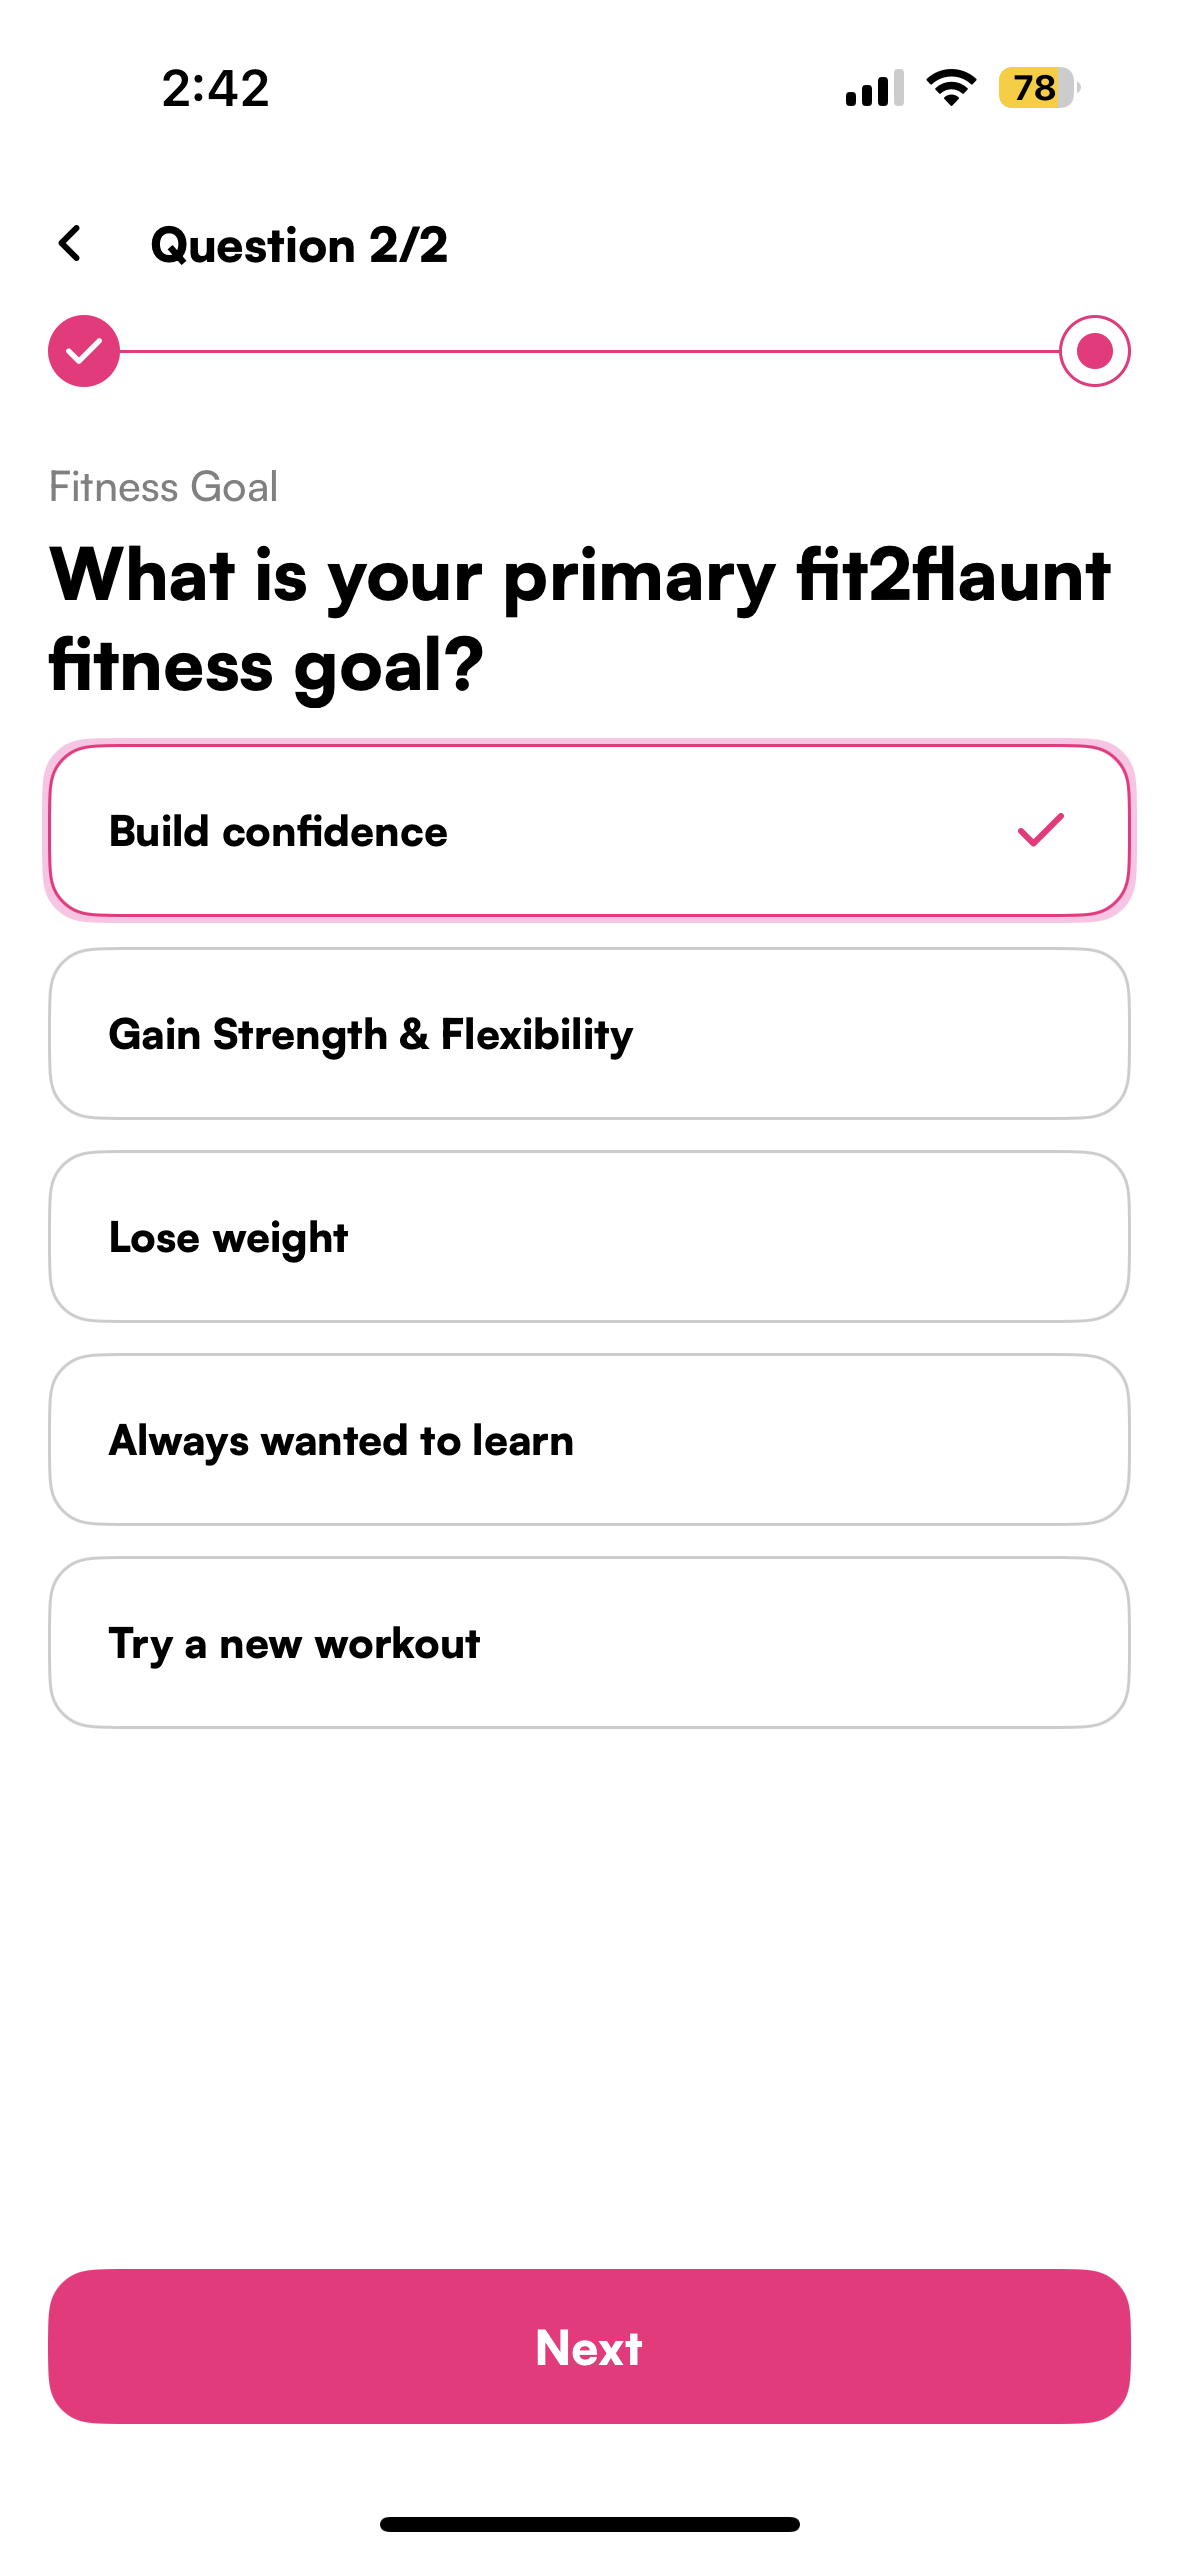 2:42
78
Question 2/2
Fitness Goal
What is your primary fit2flaunt
fitness goal?
Build confidence
Gain Strength & Flexibility
Lose weight
Always wanted to learn
Try a new workout
Next